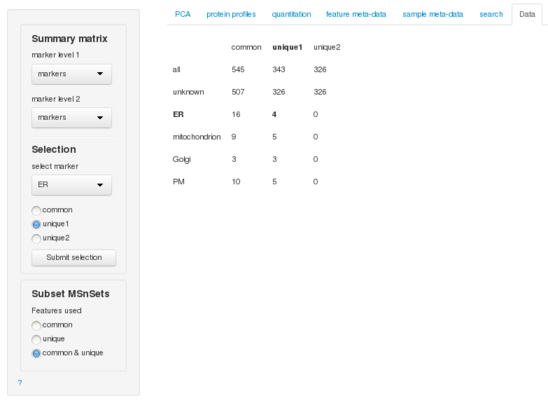 PCA protein profiles quantitation feature meta-data sample meta-data search Data
Summary matrix
marker level 1
markers
marker level 2
markers
Selection
select marker
ER
common
unique1
unique2
Submit selection
Subset MSnSets
Features used
common
unique
common & unique
?
common unique1 unique2
all 545 343 326
unknown 507 326 326
ER 16 4 0
mitochondrion 9 5 0
Golgi 3 3 0
PM 10 5 0